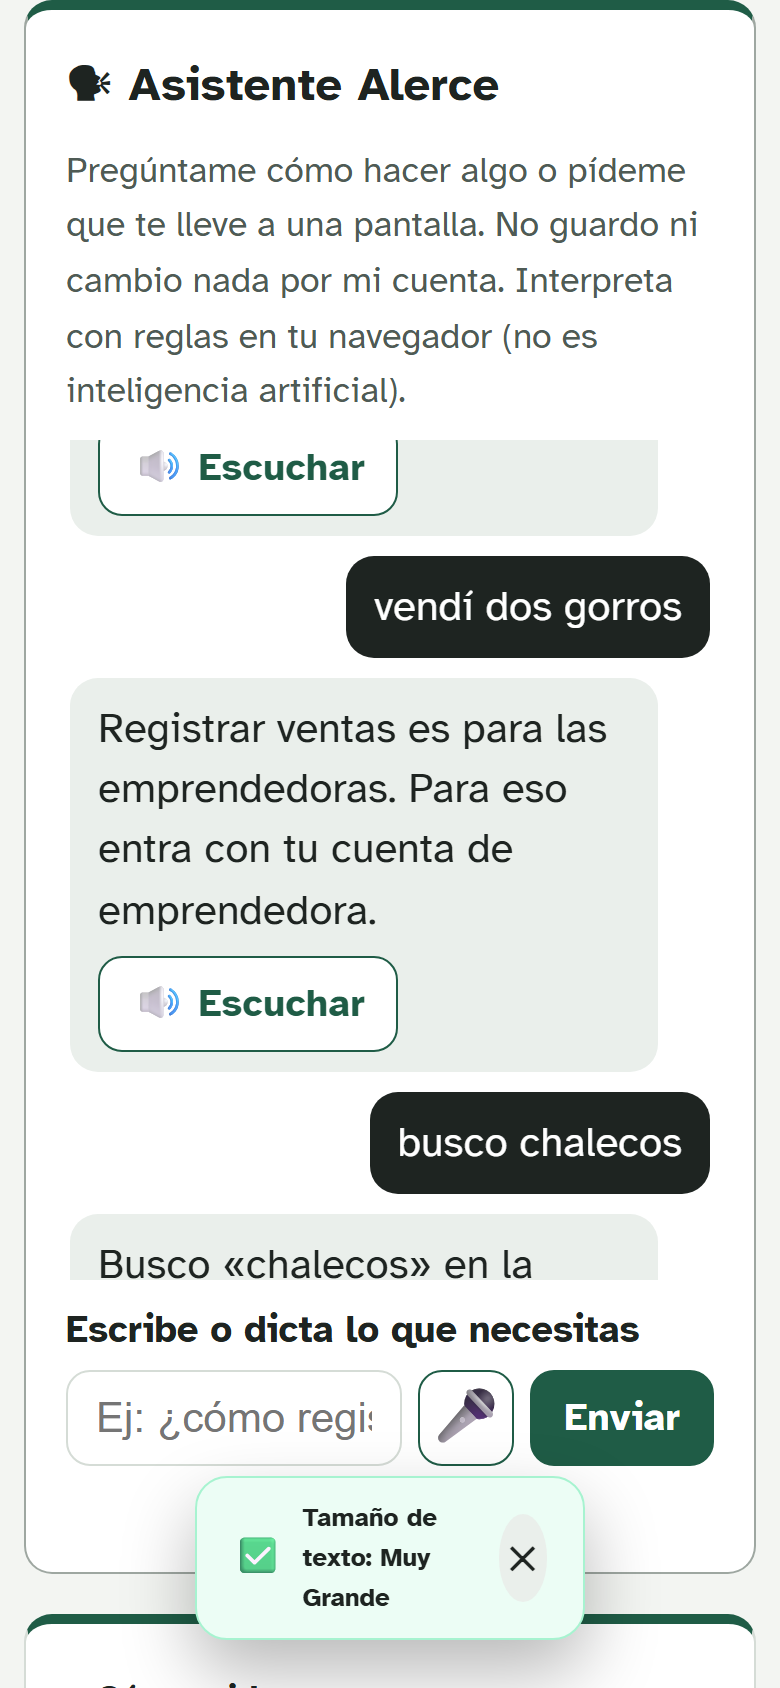 Asistente Alerce
Pregúntame cómo hacer algo o pídeme
que te lleve a una pantalla. No guardo ni
cambio nada por mi cuenta. Interpreta
con reglas en tu navegador (no es
inteligencia artificial).
Escuchar
vendí dos gorros
Registrar ventas es para las
emprendedoras. Para eso
entra con tu cuenta de
emprendedora.
Escuchar
busco chalecos
Busco «chalecos» en la
Escribe o dicta lo que necesitas
Ej: ¿cómo regis
Enviar
Tamaño de
texto: Muy
Grande